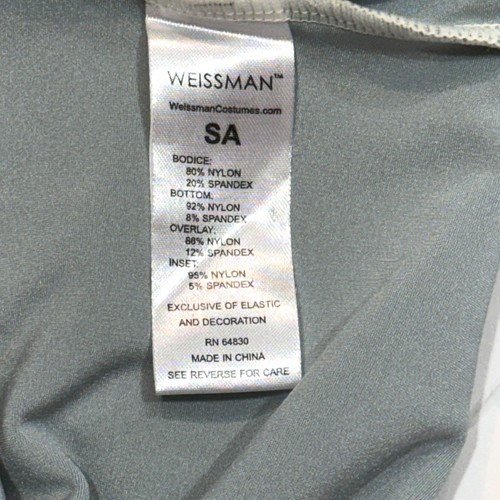 WEISSMAN™
WeissmanCostumes.com
SA
BODICE:
80% NYLON
20% SPANDEX
BOTTOM:
92% NYLON
8% SPANDEX
OVERLAY:
88% NYLON
12% SPANDEX
INSET:
95% NYLON
5% SPANDEX
EXCLUSIVE OF ELASTIC
AND DECORATION
RN 64830
MADE IN CHINA
SEE REVERSE FOR CARE